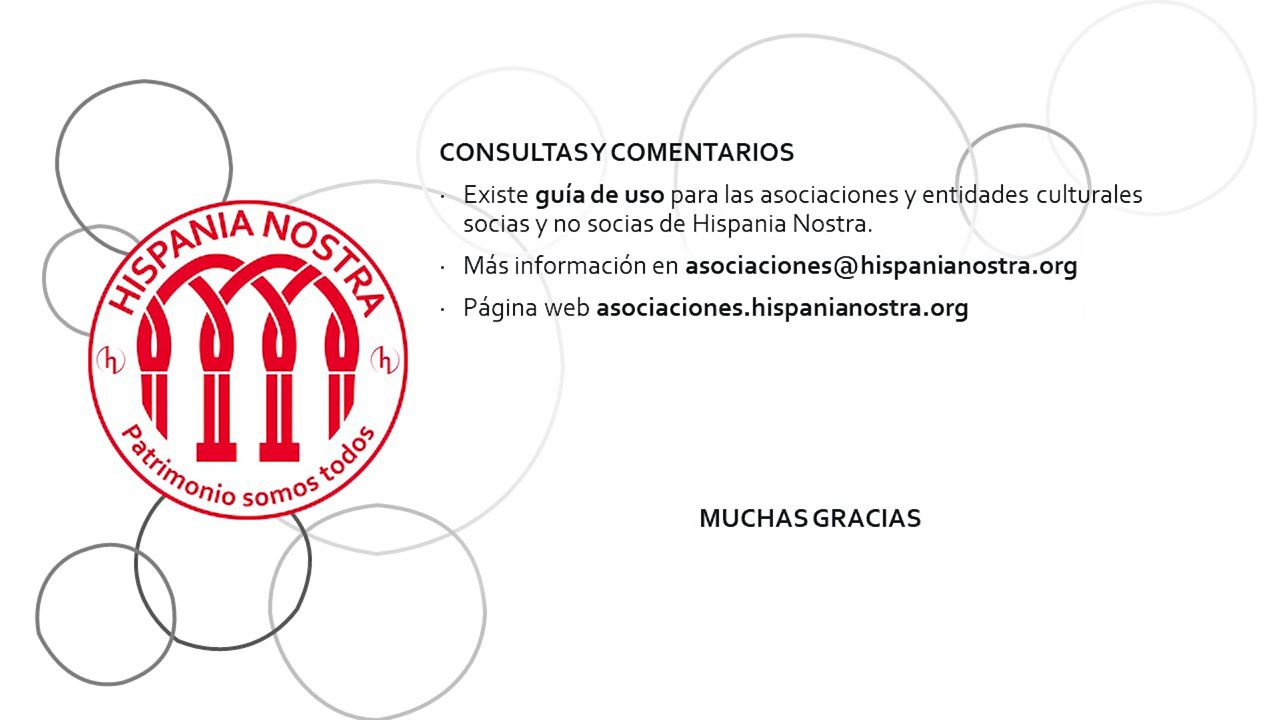 HISPANIA NOSTRA
Patrimonio somos todos
CONSULTAS Y COMENTARIOS
· Existe guía de uso para las asociaciones y entidades culturales
socias y no socias de Hispania Nostra.
· Más información en asociaciones@hispanianostra.org
· Página web asociaciones.hispanianostra.org
MUCHAS GRACIAS